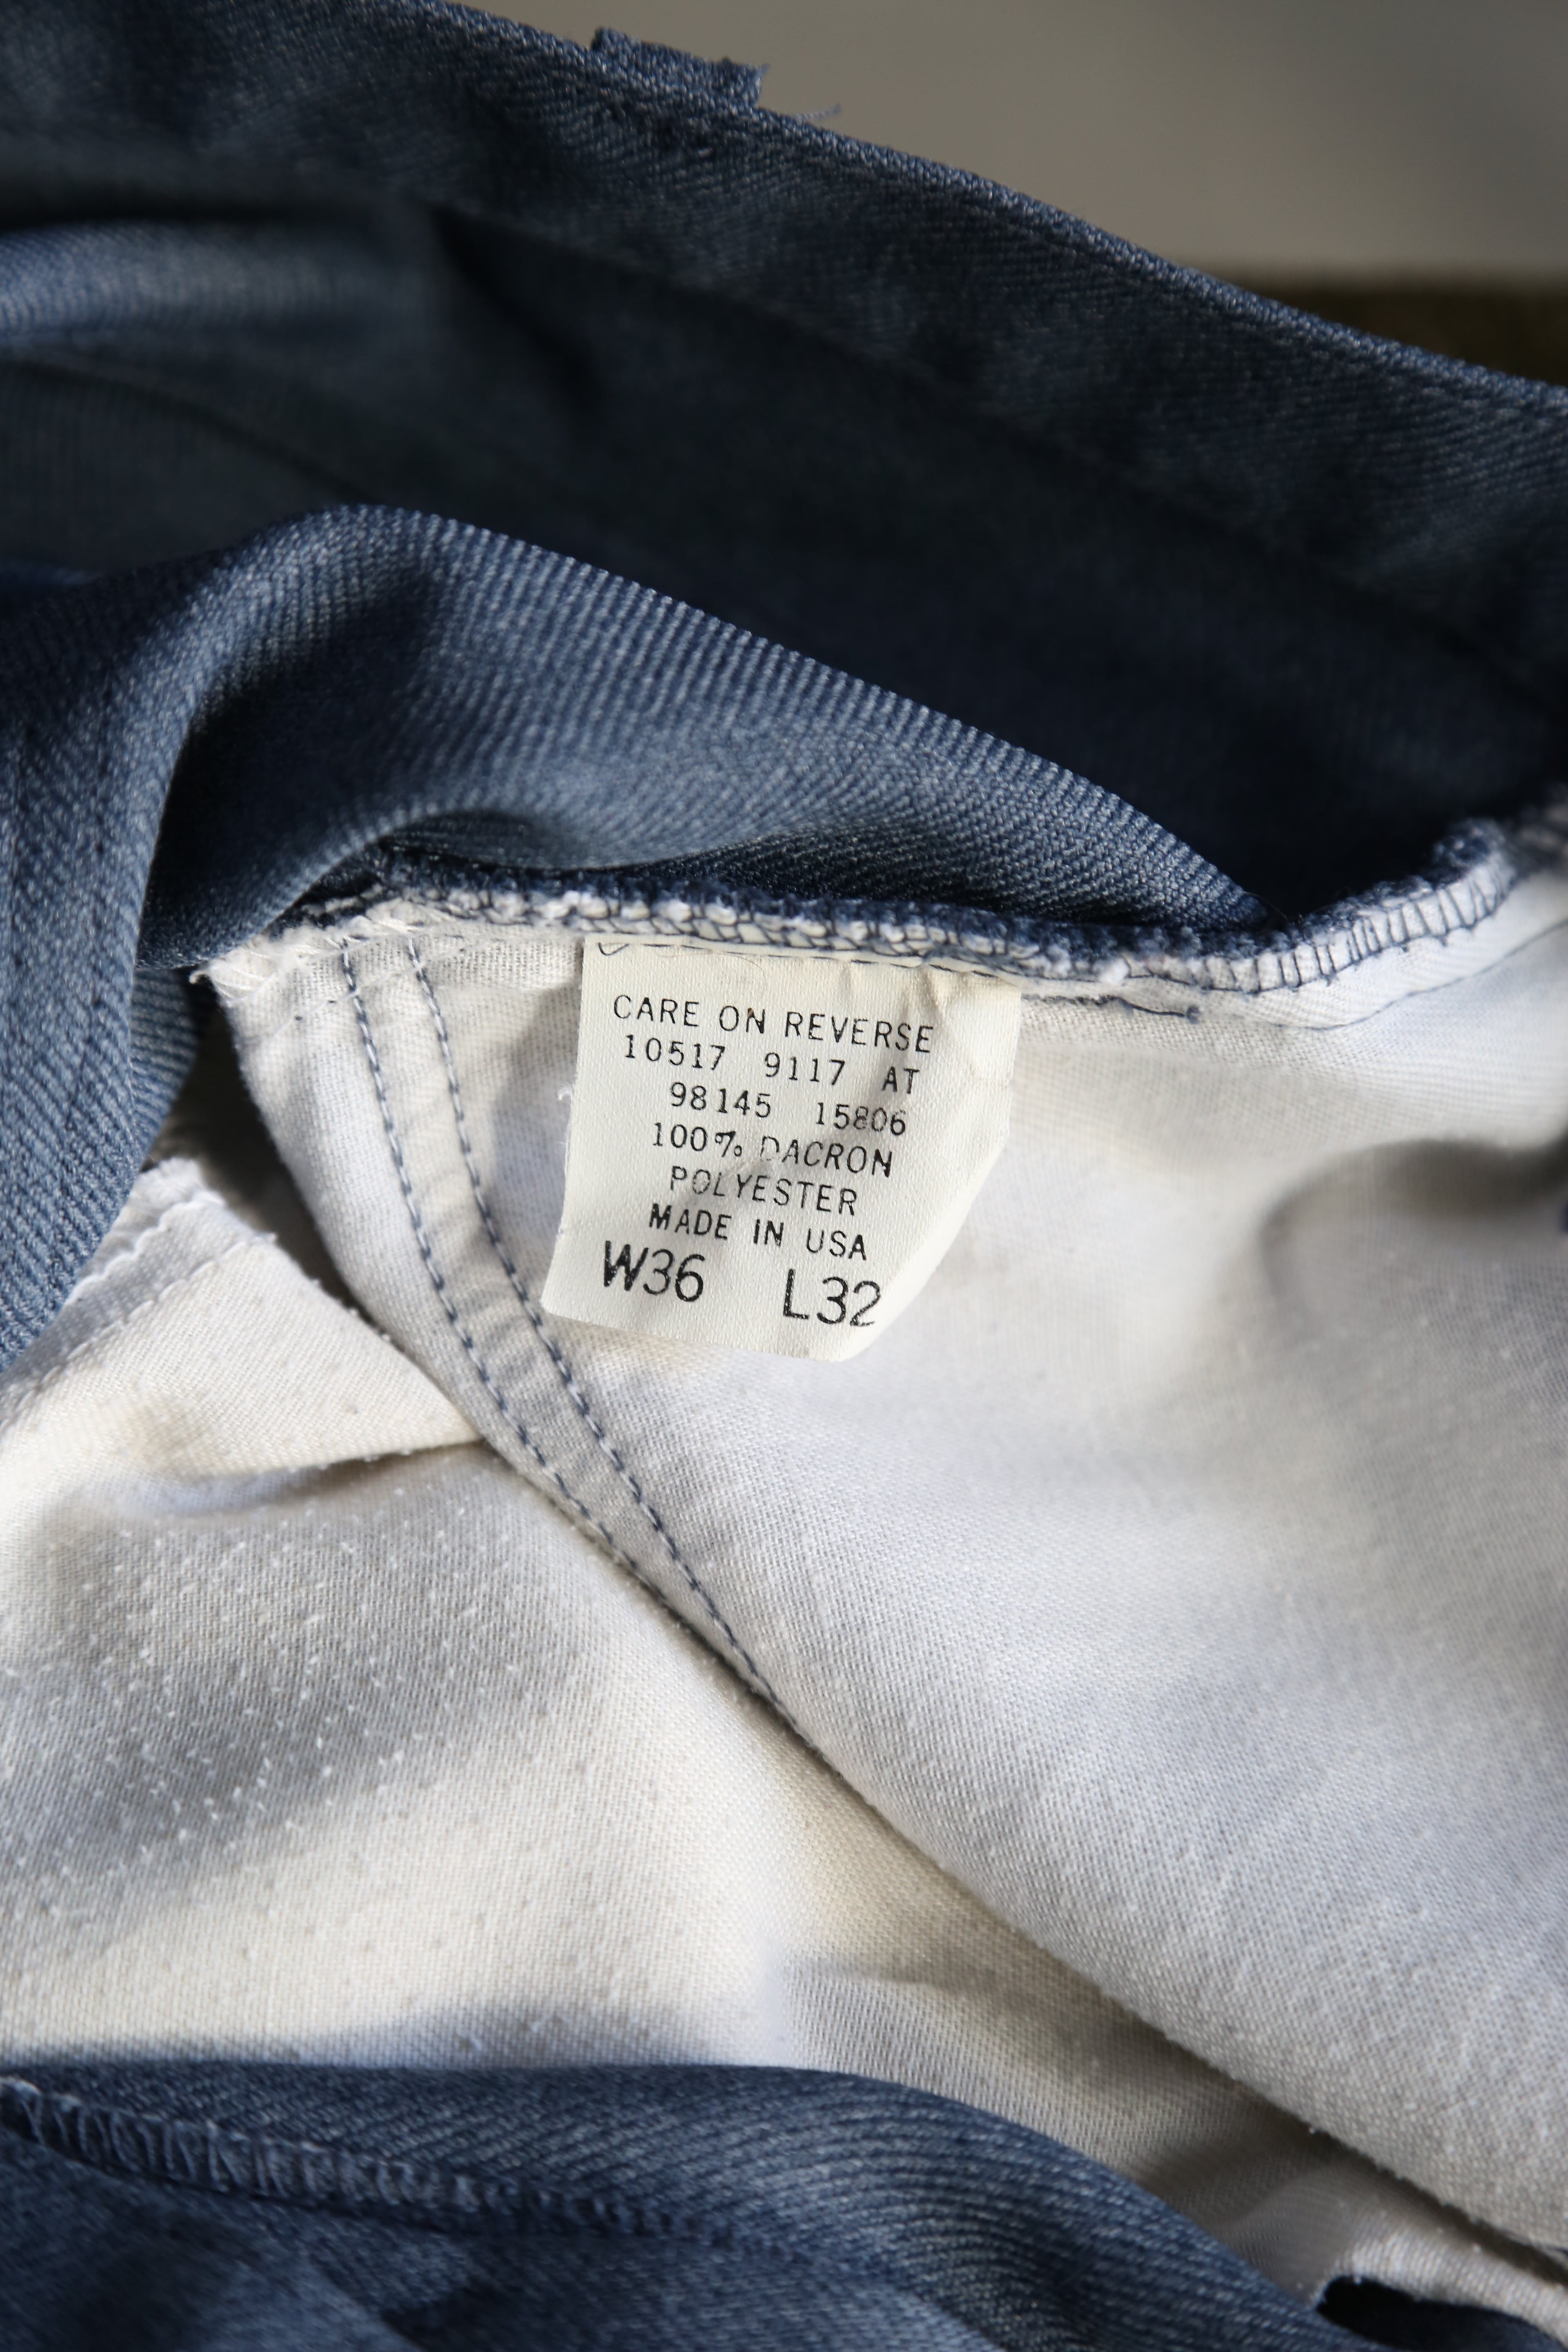 CARE ON REVERSE
10517 9117 AT
98145 15806
100% DACRON
POLYESTER
MADE IN USA
W36 L32